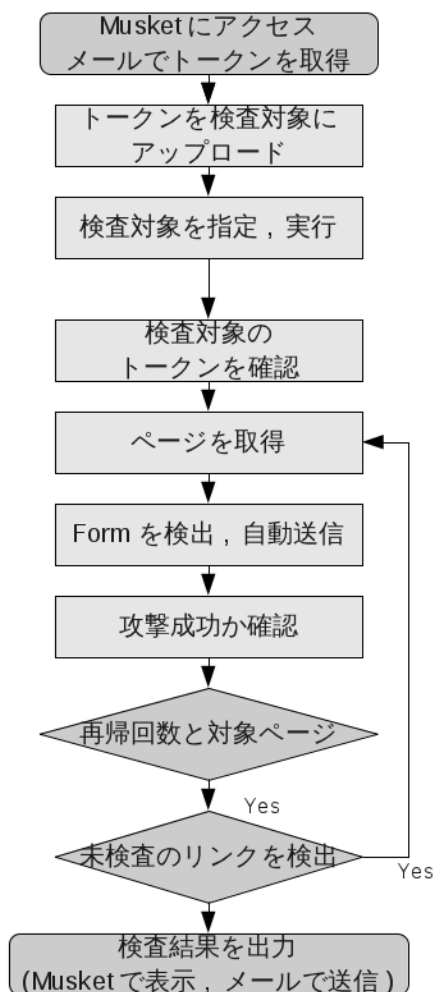 Musketにアクセス
メールでトークンを取得
トークンを検査対象に
アップロード
検査対象を指定 , 実行
検査対象の
トークンを確認
ページを取得
Form を検出 , 自動送信
攻撃成功か確認
再帰回数と対象ページ
Yes
未検査のリンクを検出
Yes
検査結果を出力
(Musketで表示 , メールで送信 )